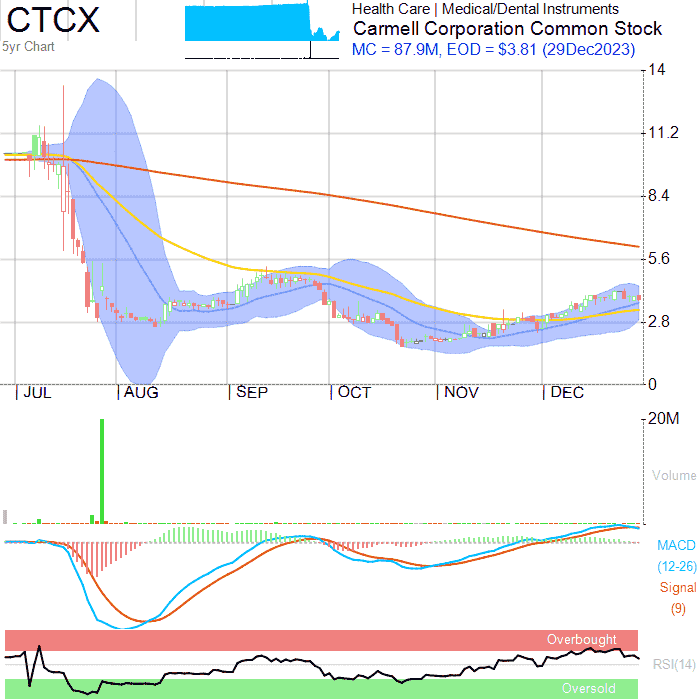 CTCX
5yr Chart
Health Care | Medical/Dental Instruments
Carmell Corporation Common Stock
MC = 87.9M, EOD = $3.81 (29Dec2023)
14
11.2
8.4
5.6
2.8
0
JUL AUG SEP OCT NOV DEC
20M
Volume
MACD
(12-26)
Signal
(9)
Overbought
RSI(14)
Oversold